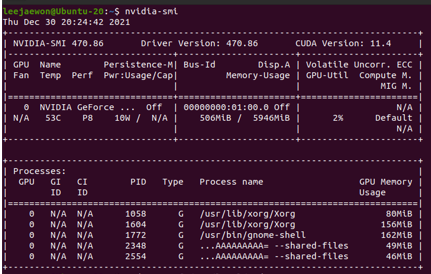 leejaewon@Ubuntu-20:~$ nvidia-smi
Thu Dec 30 20:24:42 2021
+-----------------------------------------------------------------------------+
| NVIDIA-SMI 470.86       Driver Version: 470.86       CUDA Version: 11.4     |
|-------------------------------+----------------------+----------------------+
| GPU  Name        Persistence-M| Bus-Id        Disp.A | Volatile Uncorr. ECC |
| Fan  Temp  Perf  Pwr:Usage/Cap|         Memory-Usage | GPU-Util  Compute M. |
|                               |                      |               MIG M. |
|===============================+======================+======================|
|   0  NVIDIA GeForce ...  Off  | 00000000:01:00.0 Off |                  N/A |
| N/A   53C    P8    10W /  N/A |    506MiB /  5946MiB |      2%      Default |
|                               |                      |                  N/A |
+-------------------------------+----------------------+----------------------+
+-----------------------------------------------------------------------------+
| Processes:                                                                  |
|  GPU   GI   CI        PID   Type   Process name                  GPU Memory |
|        ID   ID                                                   Usage      |
|=============================================================================|
|    0   N/A  N/A      1058      G   /usr/lib/xorg/Xorg                 80MiB |
|    0   N/A  N/A      1604      G   /usr/lib/xorg/Xorg                156MiB |
|    0   N/A  N/A      1772      G   /usr/bin/gnome-shell              162MiB |
|    0   N/A  N/A      2348      G   ...AAAAAAAAA= --shared-files       49MiB |
|    0   N/A  N/A      2554      G   ...AAAAAAAAA= --shared-files       46MiB |
+-----------------------------------------------------------------------------+